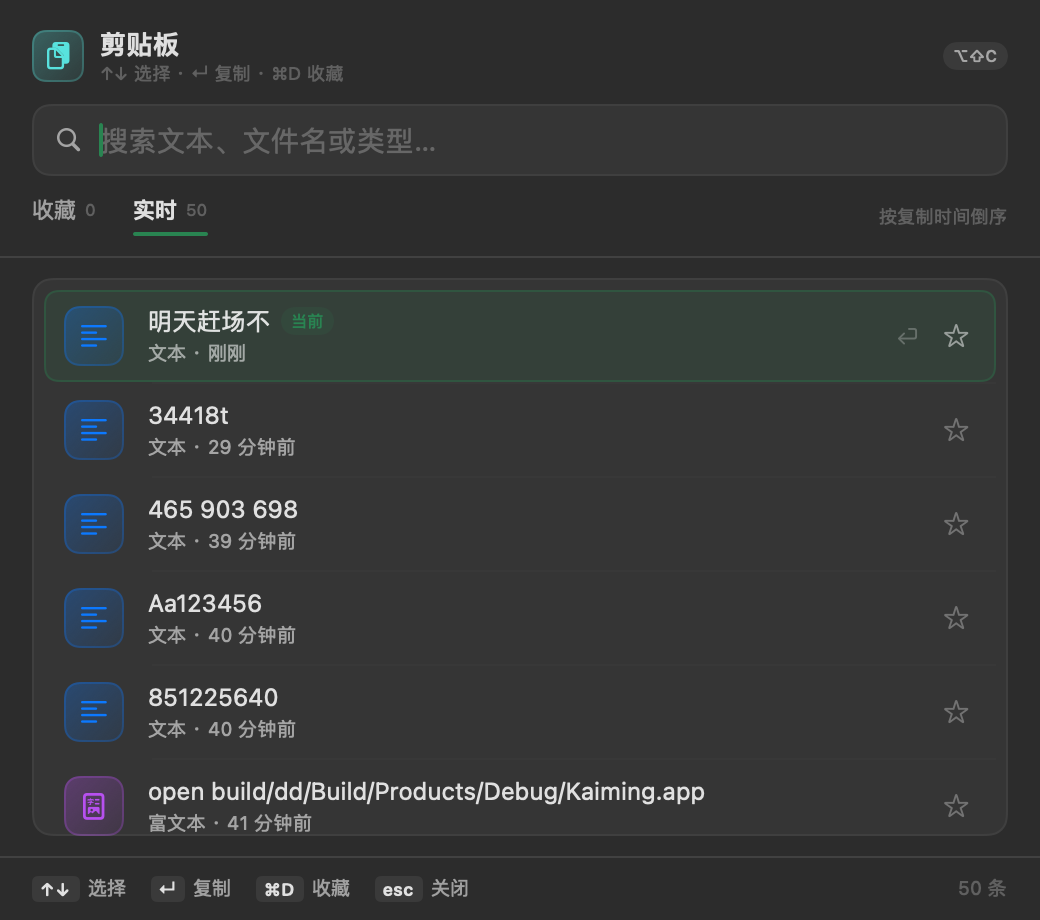 剪贴板
↑↓ 选择 · ↵ 复制 · ⌘D 收藏
⌥⇧C
搜索文本、文件名或类型...
收藏 0
实时 50
按复制时间倒序
明天赶场不 当前
文本 · 刚刚
34418t
文本 · 29 分钟前
465 903 698
文本 · 39 分钟前
Aa123456
文本 · 40 分钟前
851225640
文本 · 40 分钟前
open build/dd/Build/Products/Debug/Kaiming.app
富文本 · 41 分钟前
↑↓ 选择 ↵ 复制 ⌘D 收藏 esc 关闭
50 条